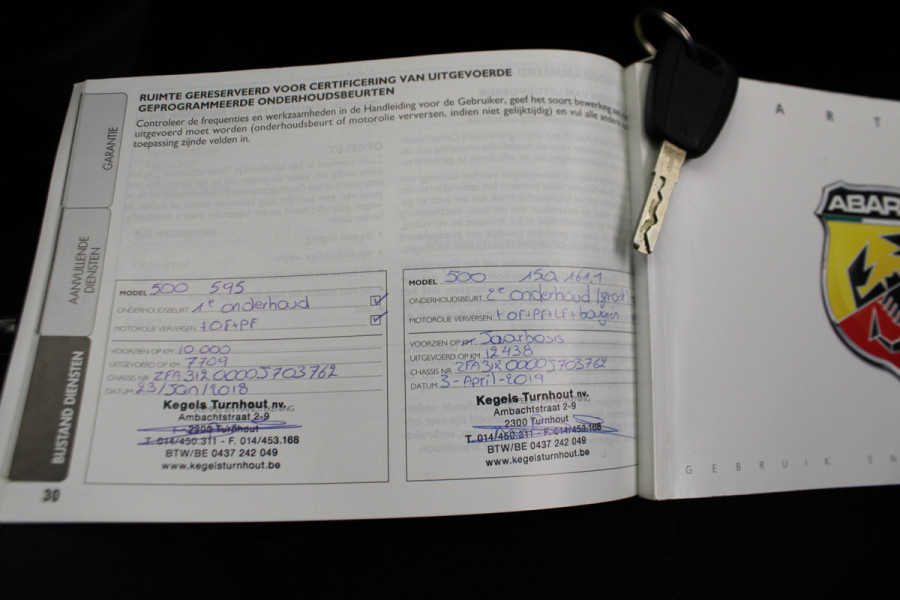 RUIMTE GERESERVEERD VOOR CERTIFICERING VAN UITGEVOERDE
GEPROGRAMMEERDE ONDERHOUDSBEURTEN
Controleer de frequenties en werkzaamheden in de Handleiding voor de Gebruiker, geef het soort bewerking
uitgevoerd moet worden (onderhoudsbeurt of motorolie verversen, indien niet gelijktijdig) en vul alle andere
toepassing zijnde velden in.
GARANTIE
AANVULLENDE
DIENSTEN
BIJSTAND DIENSTEN
MODEL 500 595
ONDERHOUDSBEURT 1e onderhoud
MOTOROLIE VERVERSEN + OF+PF
VOORZIEN OP KM 10.000
UITGEVOERD OP KM 7709
CHASSIS NR. ZFA3120000J703762
DATUM 23/Jan/2018
Kegels Turnhout nv.
Ambachtstraat 2-9
2300 Turnhout
T. 014/450.311 - F. 014/453.168
BTW/BE 0437 242 049
www.kegelsturnhout.be
MODEL 500 150 161,1
ONDERHOUDSBEURT 2e onderhoud (groot
MOTOROLIE VERVERSEN + OF+PF+LF+bougies
VOORZIEN OP KM Jaarbasis
UITGEVOERD OP KM 12438
CHASSIS NR. ZFA3120000J703762
DATUM 3-April-2019
Kegels Turnhout nv.
Ambachtstraat 2-9
2300 Turnhout
T. 014/450.311 - F. 014/453.168
BTW/BE 0437 242 049
www.kegelsturnhout.be
30
A R T
ABAR
G E B R U I K E N